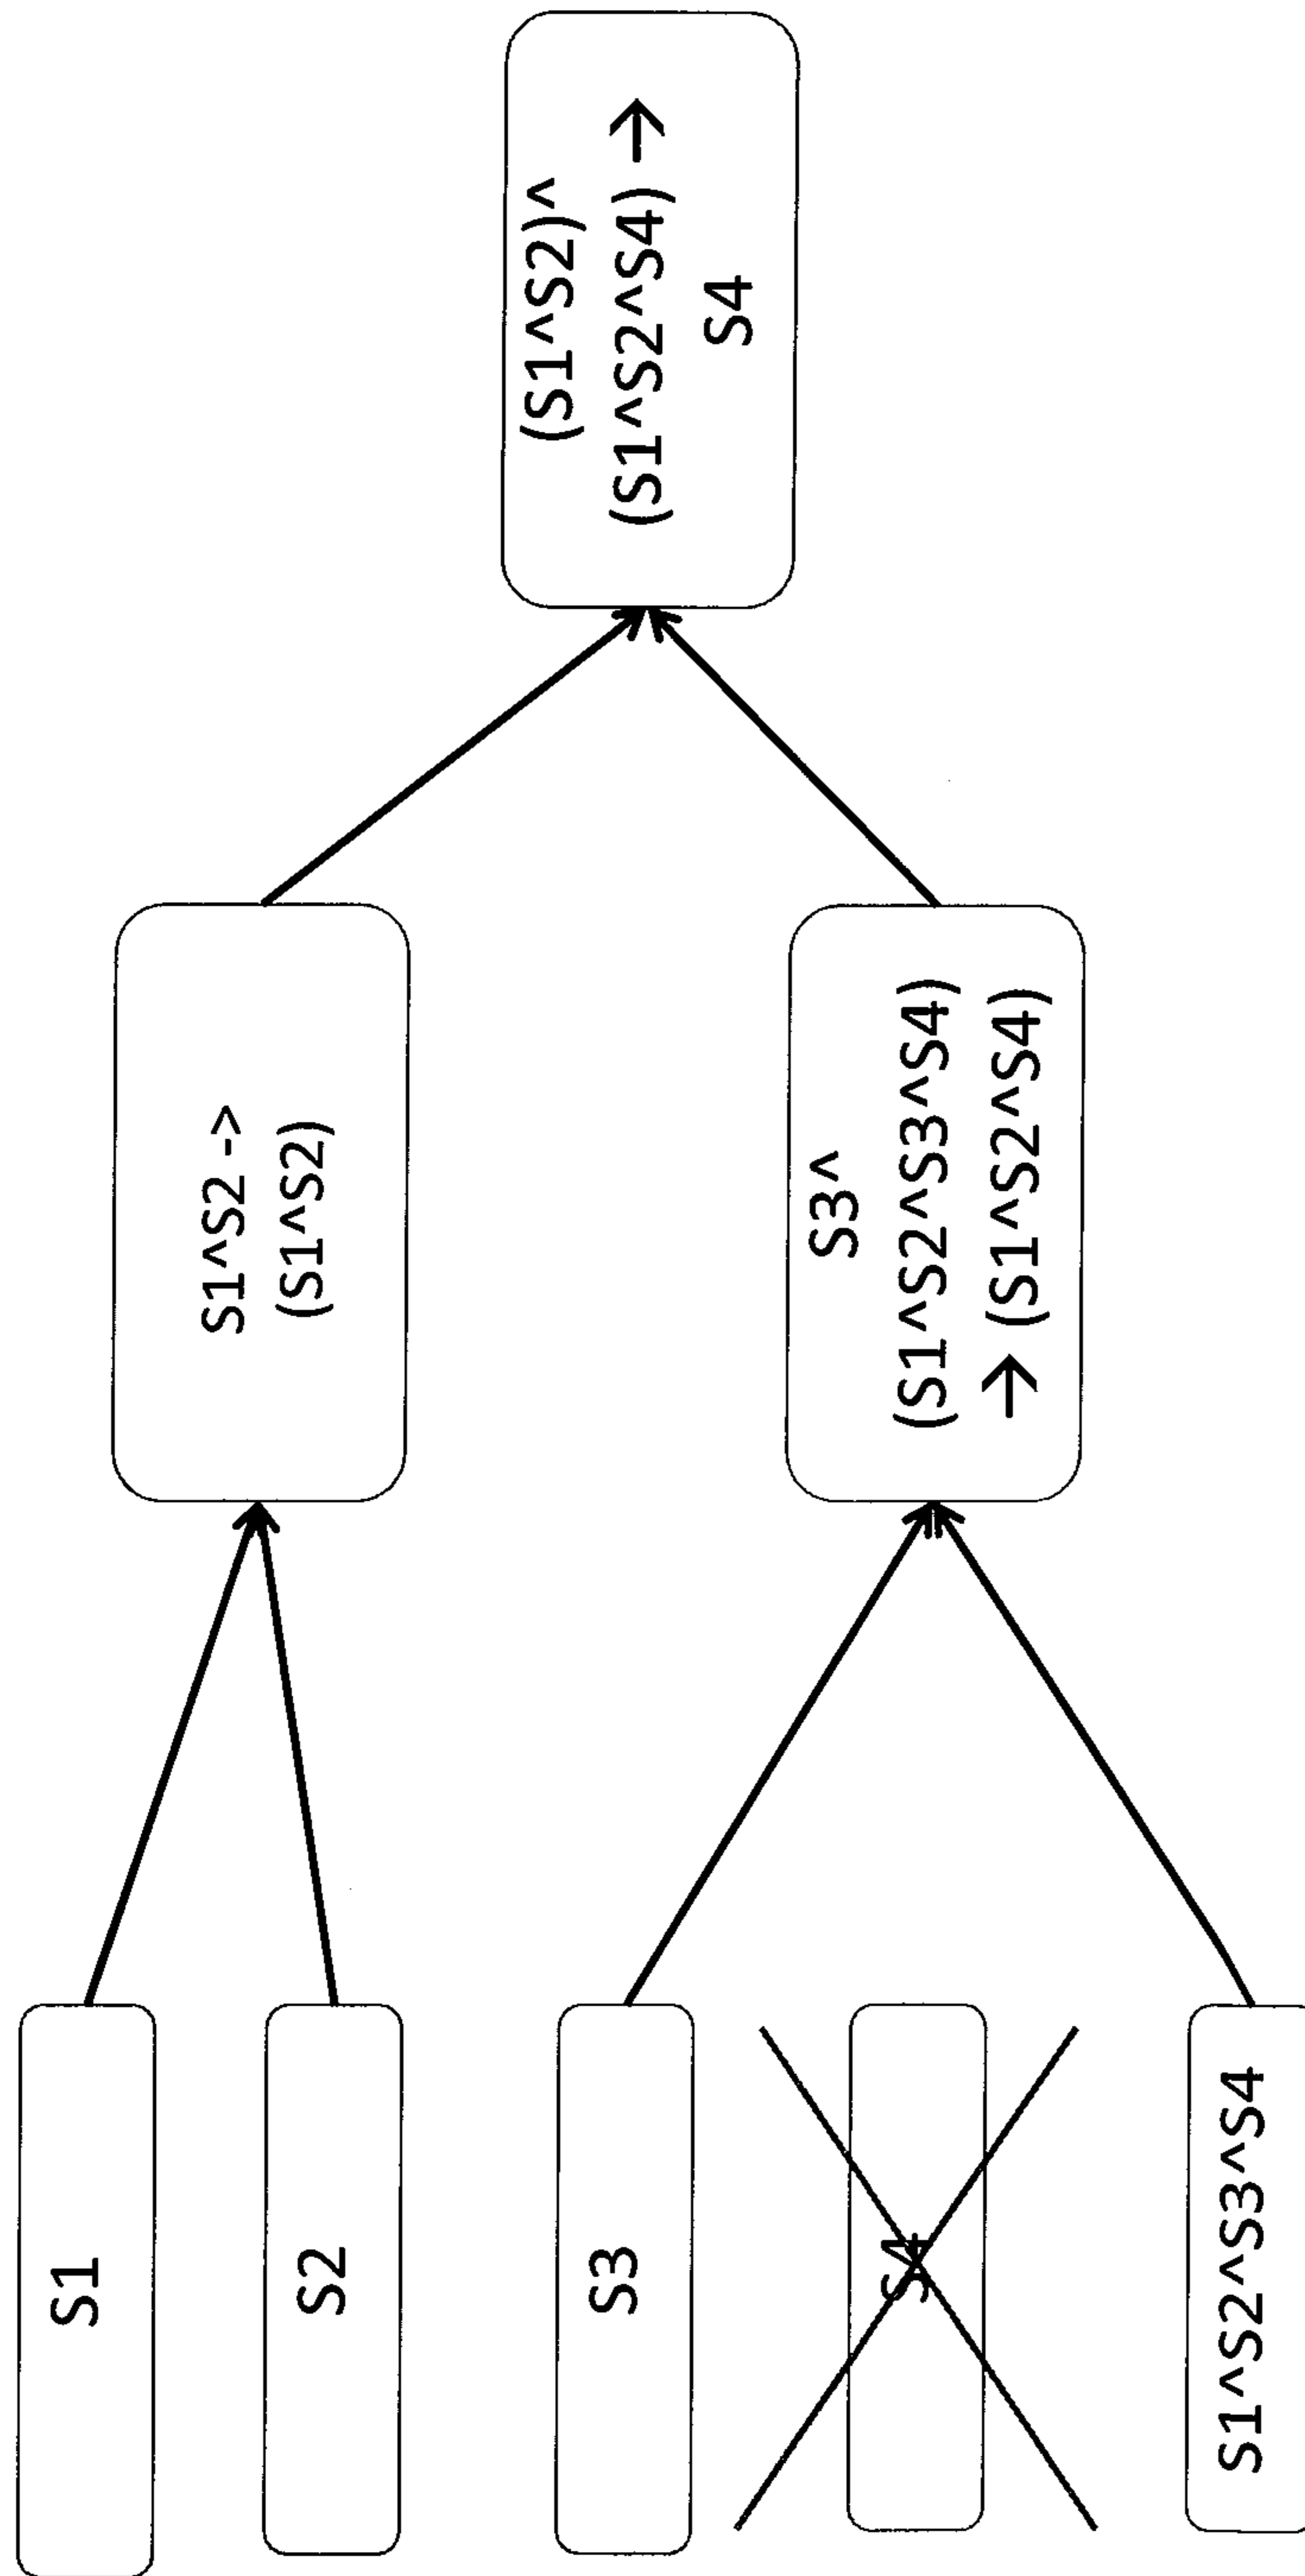 S1
S2
S3
S4
S1^S2^S3^S4
S1^S2 ->
(S1^S2)
S3^
(S1^S2^S3^S4)
→ (S1^S2^S4)
(S1^S2)^
(S1^S2^S4) →
S4